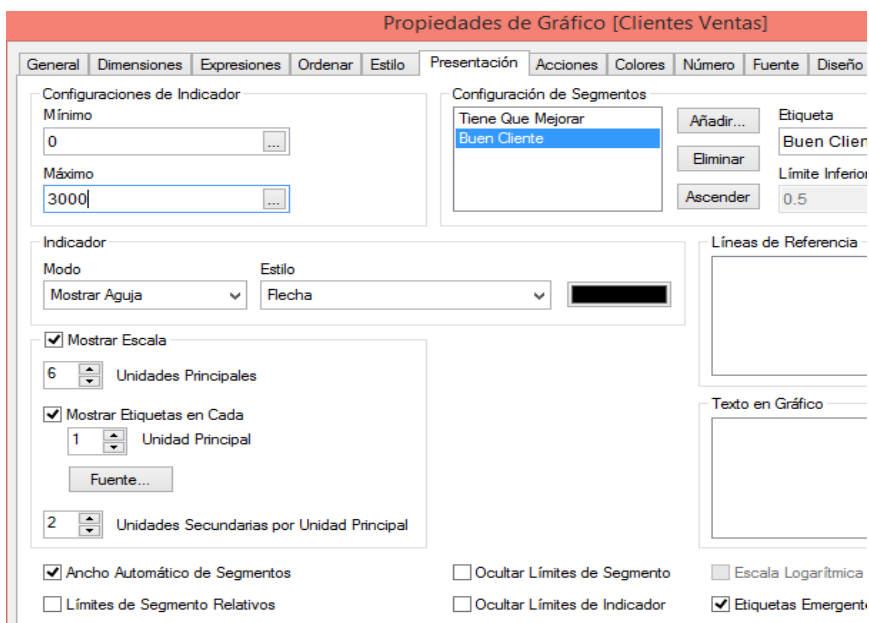 Propiedades de Gráfico [Clientes Ventas]
General Dimensiones Expresiones Ordenar Estilo Presentación Acciones Colores Número Fuente Diseño
Configuraciones de Indicador
Mínimo
0 ...
Máximo
3000 ...
Configuración de Segmentos
Tiene Que Mejorar
Buen Cliente
Añadir...
Eliminar
Ascender
Etiqueta
Buen Clien
Límite Inferior
0.5
Indicador
Modo
Mostrar Aguja
Estilo
Flecha
Líneas de Referencia
Mostrar Escala
6 Unidades Principales
Mostrar Etiquetas en Cada
1 Unidad Principal
Fuente...
2 Unidades Secundarias por Unidad Principal
Texto en Gráfico
Ancho Automático de Segmentos
Ocultar Límites de Segmento
Escala Logarítmica
Límites de Segmento Relativos
Ocultar Límites de Indicador
Etiquetas Emergente